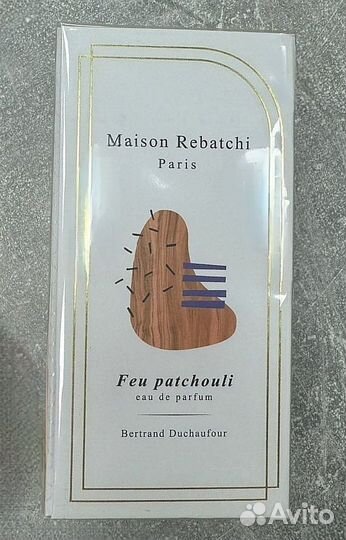 Maison Rebatchi
Paris
Feu patchouli
eau de parfum
Bertrand Duchaufour
Avito